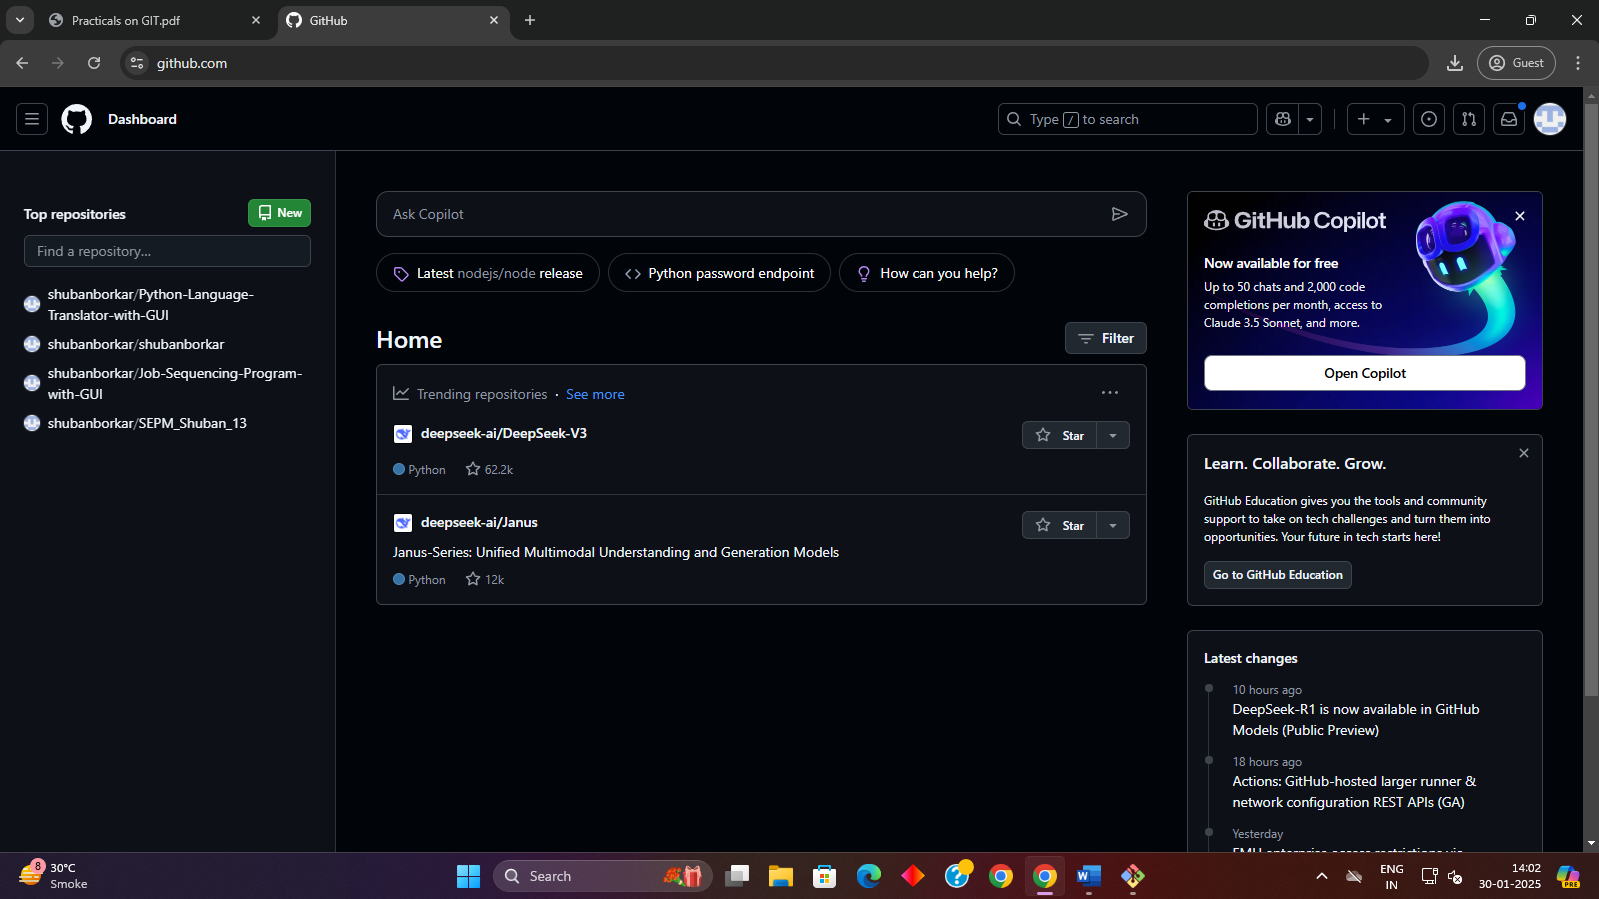 Practicals on GIT.pdf
GitHub
github.com
Guest
Dashboard
Type / to search
Top repositories
New
Find a repository...
shubanborkar/Python-Language-
Translator-with-GUI
shubanborkar/shubanborkar
shubanborkar/Job-Sequencing-Program-
with-GUI
shubanborkar/SEPM_Shuban_13
Ask Copilot
Latest nodejs/node release
Python password endpoint
How can you help?
Home
Filter
Trending repositories · See more
deepseek-ai/DeepSeek-V3
Star
Python 62.2k
deepseek-ai/Janus
Star
Janus-Series: Unified Multimodal Understanding and Generation Models
Python 12k
GitHub Copilot
Now available for free
Up to 50 chats and 2,000 code
completions per month, access to
Claude 3.5 Sonnet, and more.
Open Copilot
Learn. Collaborate. Grow.
GitHub Education gives you the tools and community
support to take on tech challenges and turn them into
opportunities. Your future in tech starts here!
Go to GitHub Education
Latest changes
10 hours ago
DeepSeek-R1 is now available in GitHub
Models (Public Preview)
18 hours ago
Actions: GitHub-hosted larger runner &
network configuration REST APIs (GA)
Yesterday
EMU enterprise access restrictions via
8
30°C
Smoke
Search
ENG
IN
14:02
30-01-2025
PRE